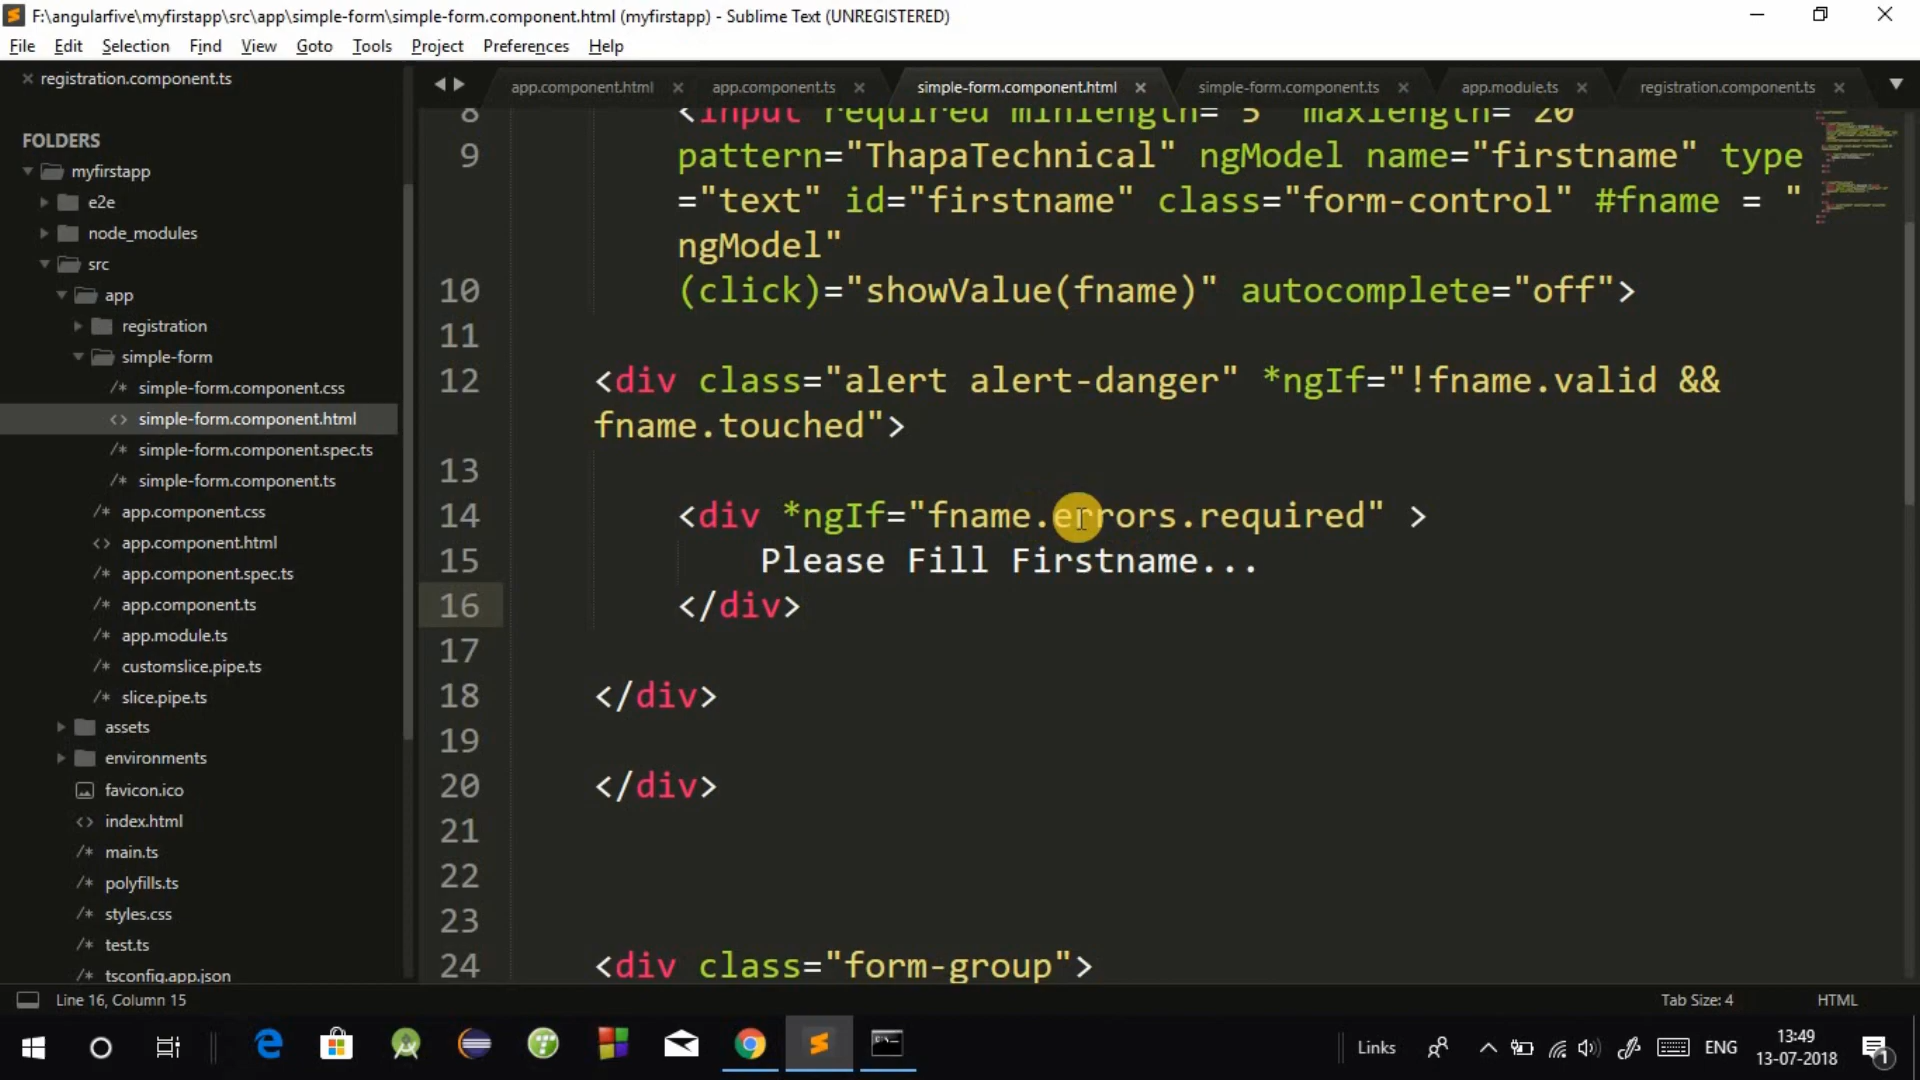 F:\angularfive\myfirstapp\src\app\simple-form\simple-form.component.html (myfirstapp) - Sublime Text (UNREGISTERED)
File Edit Selection Find View Goto Tools Project Preferences Help
registration.component.ts
app.component.html app.component.ts simple-form.component.html simple-form.component.ts app.module.ts registration.component.ts
FOLDERS
myfirstapp
e2e
node_modules
src
app
registration
simple-form
/* simple-form.component.css
<> simple-form.component.html
/* simple-form.component.spec.ts
/* simple-form.component.ts
/* app.component.css
<> app.component.html
/* app.component.spec.ts
/* app.component.ts
/* app.module.ts
/* customslice.pipe.ts
/* slice.pipe.ts
assets
environments
favicon.ico
<> index.html
/* main.ts
/* polyfills.ts
/* styles.css
/* test.ts
/* tsconfig.app.json
8 <input required minlength="5" maxlength="20"
9 pattern="ThapaTechnical" ngModel name="firstname" type
="text" id="firstname" class="form-control" #fname = "
ngModel"
10 (click)="showValue(fname)" autocomplete="off">
11
12 <div class="alert alert-danger" *ngIf="!fname.valid &&
fname.touched">
13
14 <div *ngIf="fname.errors.required" >
15 Please Fill Firstname...
16 </div>
17
18 </div>
19
20 </div>
21
22
23
24 <div class="form-group">
Line 16, Column 15 Tab Size: 4 HTML
Links ENG 13:49
13-07-2018 1